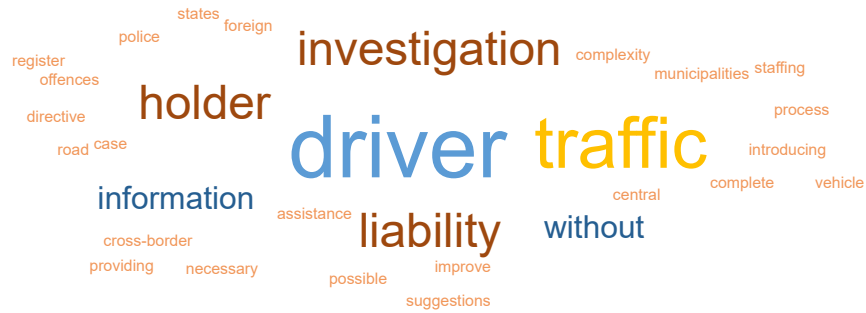 states
foreign
police
investigation
complexity
register
offences
municipalities
staffing
holder
directive
process
driver
traffic
road
case
introducing
information
central
complete
vehicle
assistance
liability
without
cross-border
providing
necessary
possible
improve
suggestions